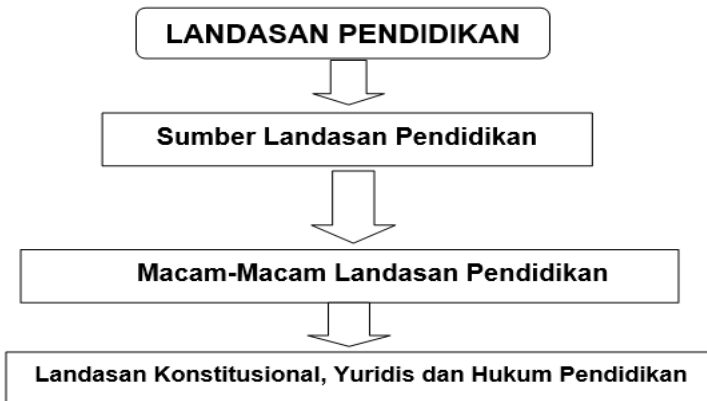 LANDASAN PENDIDIKAN
Sumber Landasan Pendidikan
Macam-Macam Landasan Pendidikan
Landasan Konstitusional, Yuridis dan Hukum Pendidikan